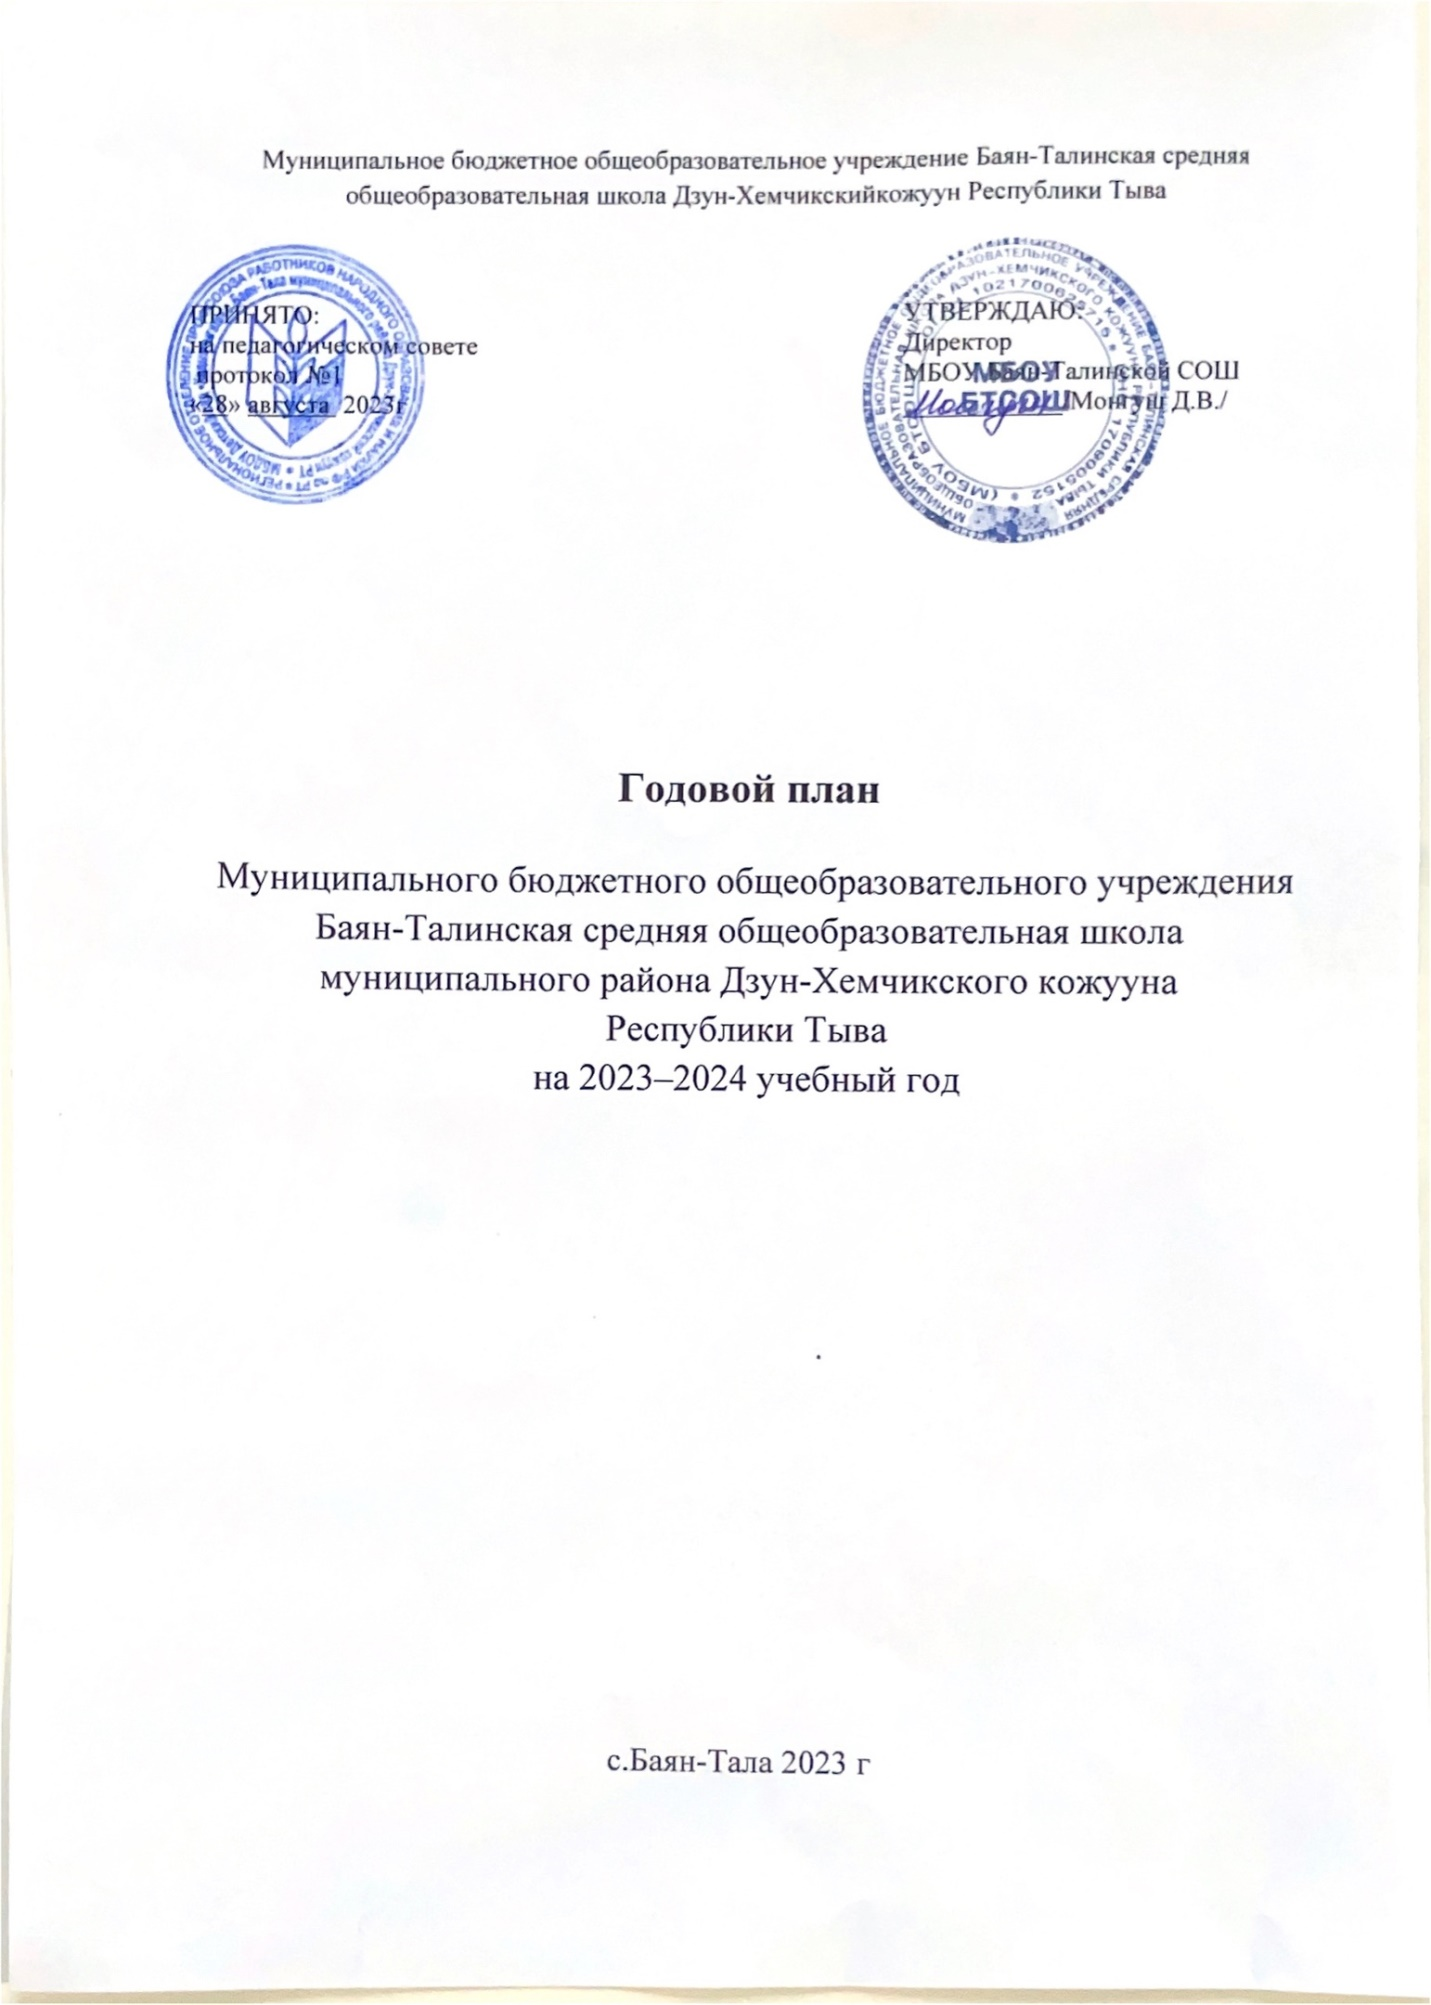 Муниципальное бюджетное общеобразовательное учреждение Баян-Талинская средняя
общеобразовательная школа Дзун-Хемчикскийкожуун Республики Тыва
ПРИНЯТО:
на педагогическом совете
протокол №1
«28» августа 2023г
УТВЕРЖДАЮ:
Директор
МБОУ Баян-Талинской СОШ
/Монгуш Д.В./
МБОУ
БТСОШ
Годовой план
Муниципального бюджетного общеобразовательного учреждения
Баян-Талинская средняя общеобразовательная школа
муниципального района Дзун-Хемчикского кожууна
Республики Тыва
на 2023–2024 учебный год
с.Баян-Тала 2023 г